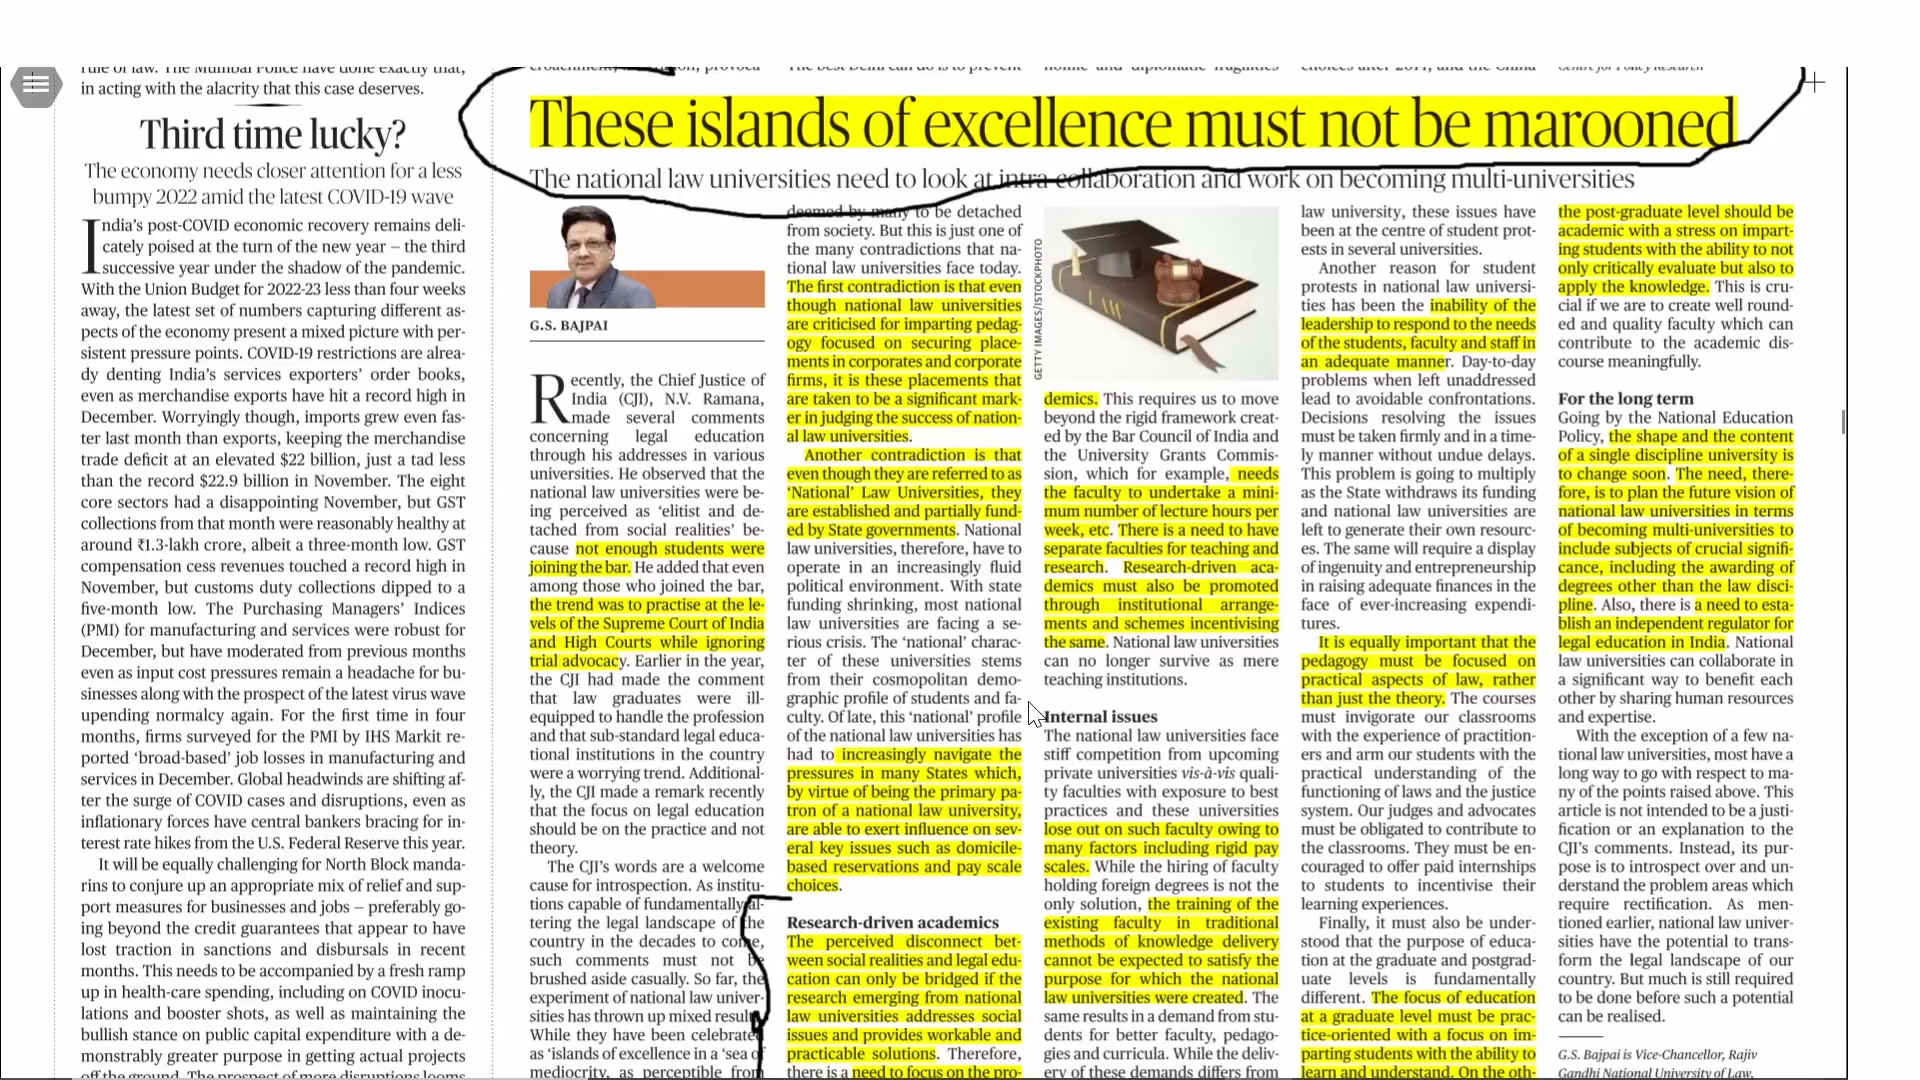 rule of law. The Mumbai Police have done exactly that,
in acting with the alacrity that this case deserves.
Third time lucky?
The economy needs closer attention for a less
bumpy 2022 amid the latest COVID-19 wave
India's post-COVID economic recovery remains deli-
cately poised at the turn of the new year – the third
successive year under the shadow of the pandemic.
With the Union Budget for 2022-23 less than four weeks
away, the latest set of numbers capturing different as-
pects of the economy present a mixed picture with per-
sistent pressure points. COVID-19 restrictions are alrea-
dy denting India's services exporters' order books,
even as merchandise exports have hit a record high in
December. Worryingly though, imports grew even fas-
ter last month than exports, keeping the merchandise
trade deficit at an elevated $22 billion, just a tad less
than the record $22.9 billion in November. The eight
core sectors had a disappointing November, but GST
collections from that month were reasonably healthy at
around ₹1.3-lakh crore, albeit a three-month low. GST
compensation cess revenues touched a record high in
November, but customs duty collections dipped to a
five-month low. The Purchasing Managers' Indices
(PMI) for manufacturing and services were robust for
December, but have moderated from previous months
even as input cost pressures remain a headache for bu-
sinesses along with the prospect of the latest virus wave
upending normalcy again. For the first time in four
months, firms surveyed for the PMI by IHS Markit re-
ported 'broad-based' job losses in manufacturing and
services in December. Global headwinds are shifting af-
ter the surge of COVID cases and disruptions, even as
inflationary forces have central bankers bracing for in-
terest rate hikes from the U.S. Federal Reserve this year.
It will be equally challenging for North Block manda-
rins to conjure up an appropriate mix of relief and sup-
port measures for businesses and jobs – preferably go-
ing beyond the credit guarantees that appear to have
lost traction in sanctions and disbursals in recent
months. This needs to be accompanied by a fresh ramp
up in health-care spending, including on COVID inocu-
lations and booster shots, as well as maintaining the
bullish stance on public capital expenditure with a de-
monstrably greater purpose in getting actual projects
off the ground. The prospect of more disruptions looms
These islands of excellence must not be marooned
The national law universities need to look at intra-collaboration and work on becoming multi-universities
G.S. BAJPAI
Recently, the Chief Justice of
India (CJI), N.V. Ramana,
made several comments
concerning legal education
through his addresses in various
universities. He observed that the
national law universities were be-
ing perceived as 'elitist and de-
tached from social realities' be-
cause not enough students were
joining the bar. He added that even
among those who joined the bar,
the trend was to practise at the le-
vels of the Supreme Court of India
and High Courts while ignoring
trial advocacy. Earlier in the year,
the CJI had made the comment
that law graduates were ill-
equipped to handle the profession
and that sub-standard legal educa-
tional institutions in the country
were a worrying trend. Additional-
ly, the CJI made a remark recently
that the focus on legal education
should be on the practice and not
theory.
The CJI's words are a welcome
cause for introspection. As institu-
tions capable of fundamentally al-
tering the legal landscape of the
country in the decades to come,
such comments must not be
brushed aside casually. So far, the
experiment of national law univer-
sities has thrown up mixed results.
While they have been celebrated
as 'islands of excellence in a 'sea of
mediocrity, as perceptible from
deemed by many to be detached
from society. But this is just one of
the many contradictions that na-
tional law universities face today.
The first contradiction is that even
though national law universities
are criticised for imparting pedag-
ogy focused on securing place-
ments in corporates and corporate
firms, it is these placements that
are taken to be a significant mark-
er in judging the success of nation-
al law universities.
Another contradiction is that
even though they are referred to as
'National' Law Universities, they
are established and partially fund-
ed by State governments. National
law universities, therefore, have to
operate in an increasingly fluid
political environment. With state
funding shrinking, most national
law universities are facing a se-
rious crisis. The 'national' charac-
ter of these universities stems
from their cosmopolitan demo-
graphic profile of students and fa-
culty. Of late, this 'national' profile
of the national law universities has
had to increasingly navigate the
pressures in many States which,
by virtue of being the primary pa-
tron of a national law university,
are able to exert influence on sev-
eral key issues such as domicile-
based reservations and pay scale
choices.
Research-driven academics
The perceived disconnect bet-
ween social realities and legal edu-
cation can only be bridged if the
research emerging from national
law universities addresses social
issues and provides workable and
practicable solutions. Therefore,
there is a need to focus on the pro-
GETTY IMAGES/ISTOCKPHOTO
LAW
demics. This requires us to move
beyond the rigid framework creat-
ed by the Bar Council of India and
the University Grants Commis-
sion, which for example, needs
the faculty to undertake a mini-
mum number of lecture hours per
week, etc. There is a need to have
separate faculties for teaching and
research. Research-driven aca-
demics must also be promoted
through institutional arrange-
ments and schemes incentivising
the same. National law universities
can no longer survive as mere
teaching institutions.
Internal issues
The national law universities face
stiff competition from upcoming
private universities vis-à-vis quali-
ty faculties with exposure to best
practices and these universities
lose out on such faculty owing to
many factors including rigid pay
scales. While the hiring of faculty
holding foreign degrees is not the
only solution, the training of the
existing faculty in traditional
methods of knowledge delivery
cannot be expected to satisfy the
purpose for which the national
law universities were created. The
same results in a demand from stu-
dents for better faculty, pedago-
gies and curricula. While the deliv-
ery of these demands differs from
law university, these issues have
been at the centre of student prot-
ests in several universities.
Another reason for student
protests in national law universi-
ties has been the inability of the
leadership to respond to the needs
of the students, faculty and staff in
an adequate manner. Day-to-day
problems when left unaddressed
lead to avoidable confrontations.
Decisions resolving the issues
must be taken firmly and in a time-
ly manner without undue delays.
This problem is going to multiply
as the State withdraws its funding
and national law universities are
left to generate their own resourc-
es. The same will require a display
of ingenuity and entrepreneurship
in raising adequate finances in the
face of ever-increasing expendi-
tures.
It is equally important that the
pedagogy must be focused on
practical aspects of law, rather
than just the theory. The courses
must invigorate our classrooms
with the experience of practition-
ers and arm our students with the
practical understanding of the
functioning of laws and the justice
system. Our judges and advocates
must be obligated to contribute to
the classrooms. They must be en-
couraged to offer paid internships
to students to incentivise their
learning experiences.
Finally, it must also be under-
stood that the purpose of educa-
tion at the graduate and postgrad-
uate levels is fundamentally
different. The focus of education
at a graduate level must be prac-
tice-oriented with a focus on im-
parting students with the ability to
learn and understand. On the oth-
Centre for Policy Research
the post-graduate level should be
academic with a stress on impart-
ing students with the ability to not
only critically evaluate but also to
apply the knowledge. This is cru-
cial if we are to create well round-
ed and quality faculty which can
contribute to the academic dis-
course meaningfully.
For the long term
Going by the National Education
Policy, the shape and the content
of a single discipline university is
to change soon. The need, there-
fore, is to plan the future vision of
national law universities in terms
of becoming multi-universities to
include subjects of crucial signifi-
cance, including the awarding of
degrees other than the law disci-
pline. Also, there is a need to esta-
blish an independent regulator for
legal education in India. National
law universities can collaborate in
a significant way to benefit each
other by sharing human resources
and expertise.
With the exception of a few na-
tional law universities, most have a
long way to go with respect to ma-
ny of the points raised above. This
article is not intended to be a justi-
fication or an explanation to the
CJI's comments. Instead, its pur-
pose is to introspect over and un-
derstand the problem areas which
require rectification. As men-
tioned earlier, national law univer-
sities have the potential to trans-
form the legal landscape of our
country. But much is still required
to be done before such a potential
can be realised.
G.S. Bajpai is Vice-Chancellor, Rajiv
Gandhi National University of Law,